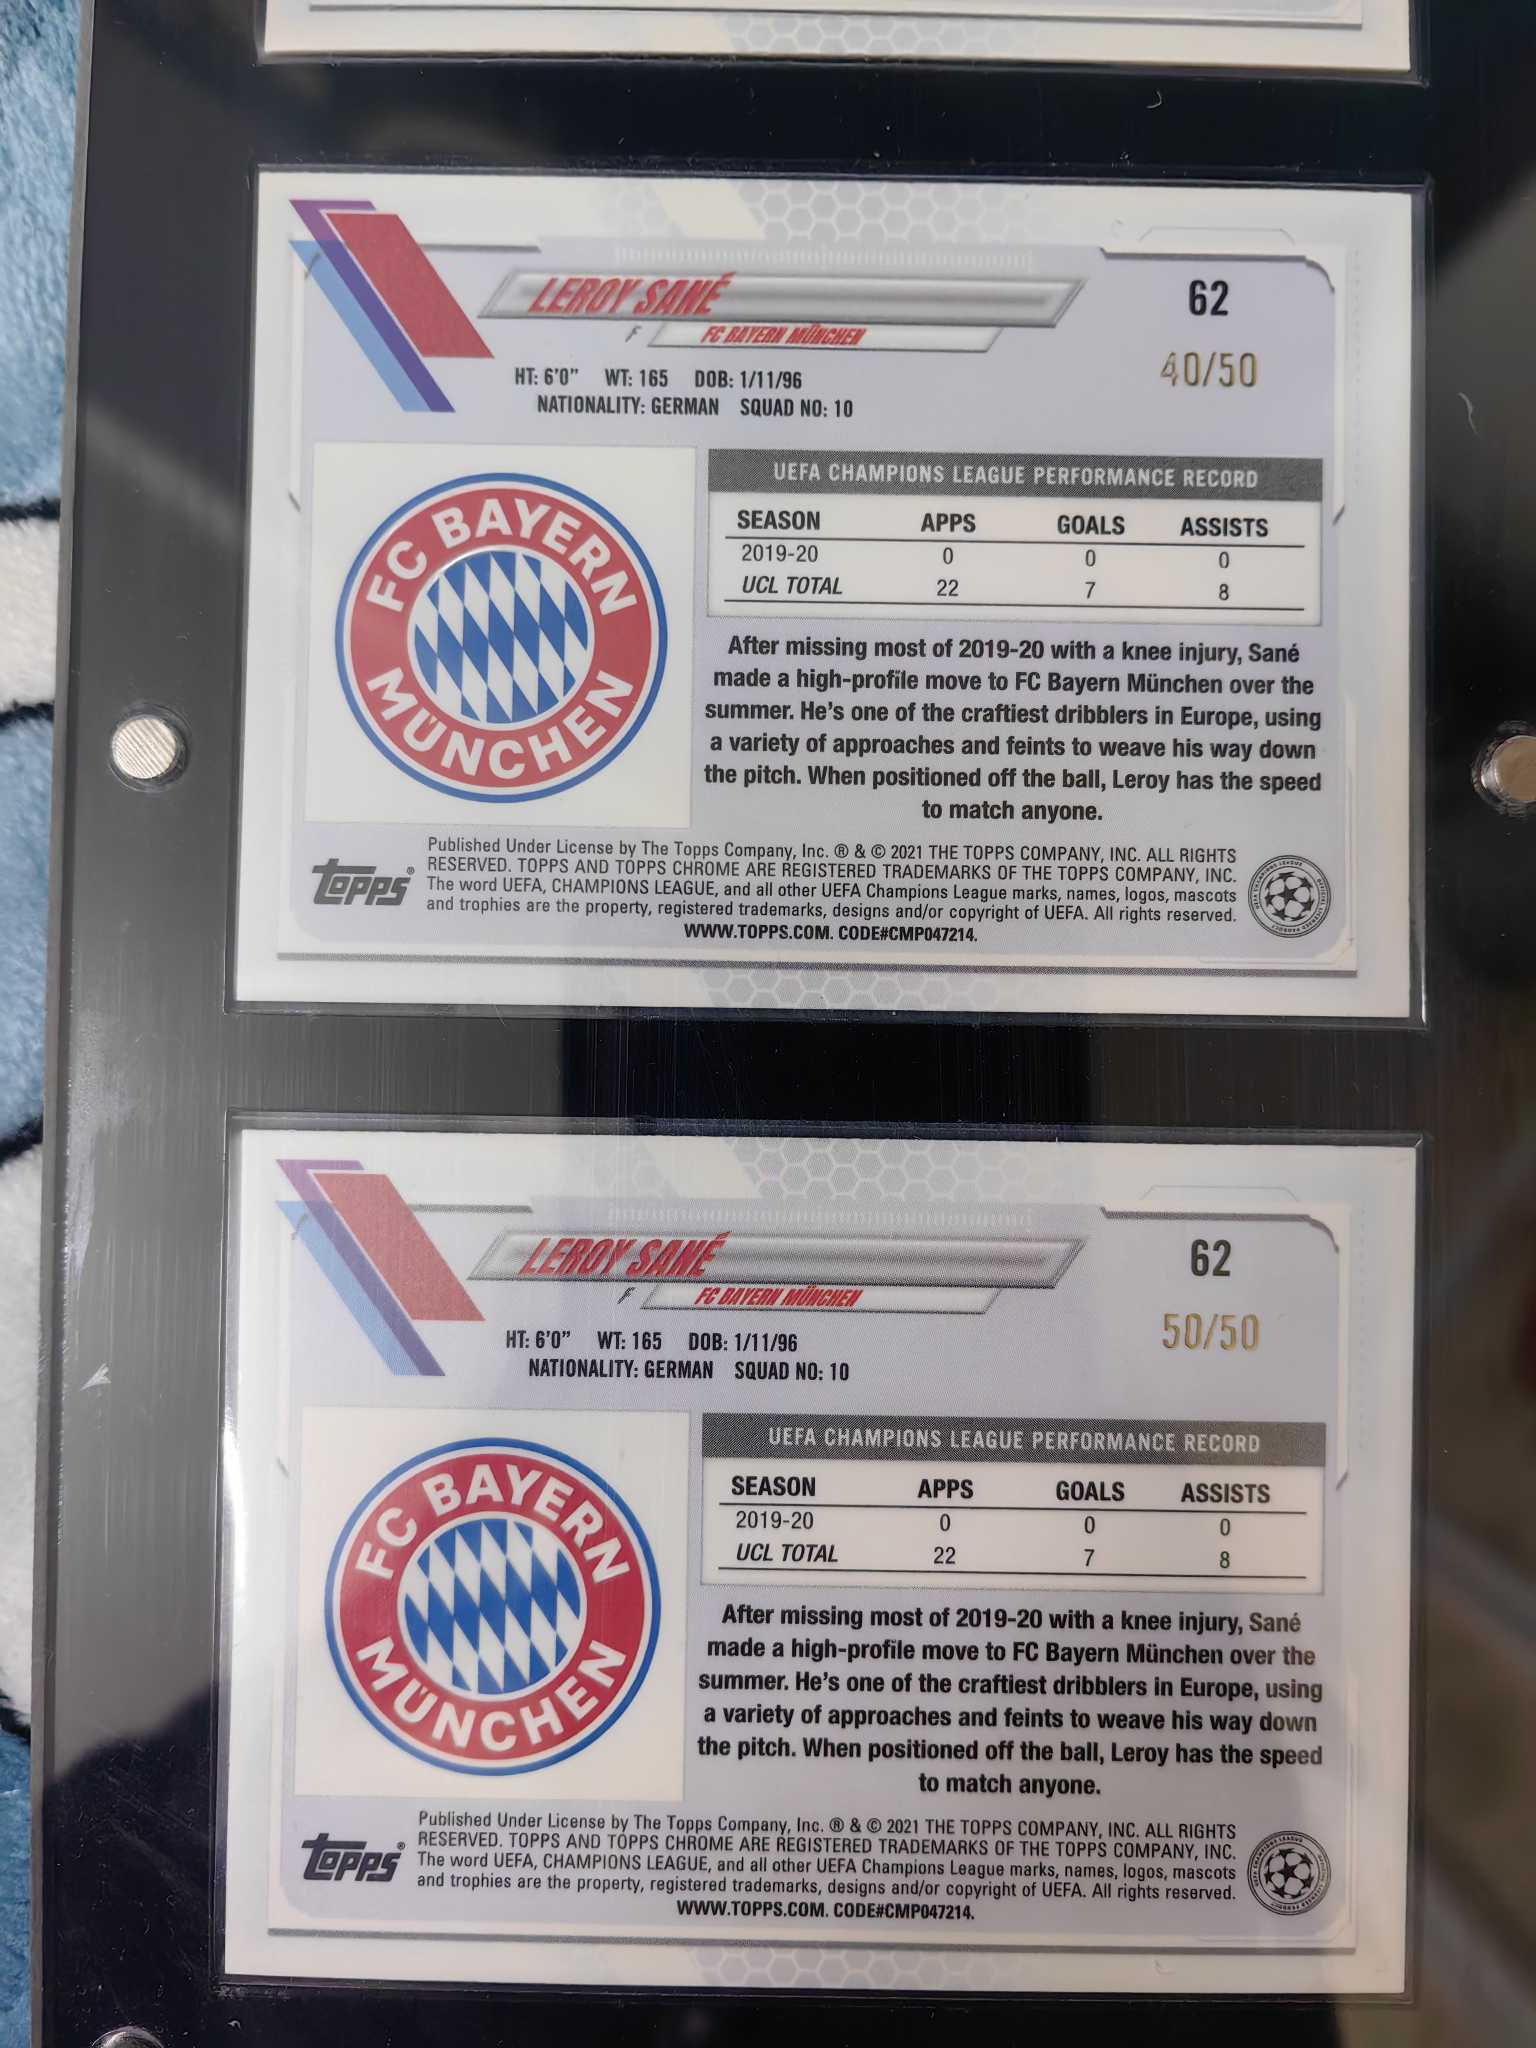 LEROY SANÉ
62
F FC BAYERN MÜNCHEN
40/50
HT: 6'0" WT: 165 DOB: 1/11/96
NATIONALITY: GERMAN SQUAD NO: 10
FC BAYERN
MÜNCHEN
UEFA CHAMPIONS LEAGUE PERFORMANCE RECORD
SEASON APPS GOALS ASSISTS
2019-20 0 0 0
UCL TOTAL 22 7 8
After missing most of 2019-20 with a knee injury, Sané
made a high-profile move to FC Bayern München over the
summer. He's one of the craftiest dribblers in Europe, using
a variety of approaches and feints to weave his way down
the pitch. When positioned off the ball, Leroy has the speed
to match anyone.
topps®
Published Under License by The Topps Company, Inc. ® & © 2021 THE TOPPS COMPANY, INC. ALL RIGHTS
RESERVED. TOPPS AND TOPPS CHROME ARE REGISTERED TRADEMARKS OF THE TOPPS COMPANY, INC.
The word UEFA, CHAMPIONS LEAGUE, and all other UEFA Champions League marks, names, logos, mascots
and trophies are the property, registered trademarks, designs and/or copyright of UEFA. All rights reserved.
WWW.TOPPS.COM. CODE#CMP047214.
LEROY SANÉ
62
F FC BAYERN MÜNCHEN
50/50
HT: 6'0" WT: 165 DOB: 1/11/96
NATIONALITY: GERMAN SQUAD NO: 10
FC BAYERN
MÜNCHEN
UEFA CHAMPIONS LEAGUE PERFORMANCE RECORD
SEASON APPS GOALS ASSISTS
2019-20 0 0 0
UCL TOTAL 22 7 8
After missing most of 2019-20 with a knee injury, Sané
made a high-profile move to FC Bayern München over the
summer. He's one of the craftiest dribblers in Europe, using
a variety of approaches and feints to weave his way down
the pitch. When positioned off the ball, Leroy has the speed
to match anyone.
topps®
Published Under License by The Topps Company, Inc. ® & © 2021 THE TOPPS COMPANY, INC. ALL RIGHTS
RESERVED. TOPPS AND TOPPS CHROME ARE REGISTERED TRADEMARKS OF THE TOPPS COMPANY, INC.
The word UEFA, CHAMPIONS LEAGUE, and all other UEFA Champions League marks, names, logos, mascots
and trophies are the property, registered trademarks, designs and/or copyright of UEFA. All rights reserved.
WWW.TOPPS.COM. CODE#CMP047214.